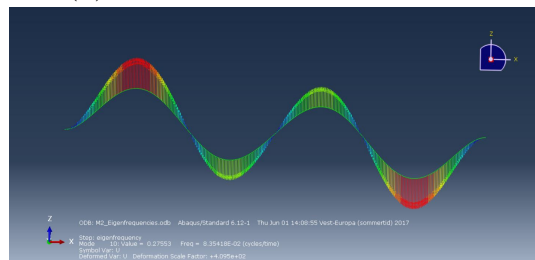 Z
X
ODB: M2_Eigenfrequencies.odb Abaqus/Standard 6.12-1 Thu Jun 01 14:08:55 Vest-Europa (sommertid) 2017
Z
X
Step: eigenfrequency
Mode 10: Value = 0.27553 Freq = 8.35418E-02 (cycles/time)
Symbol Var: U
Deformed Var: U Deformation Scale Factor: +4.095e+02